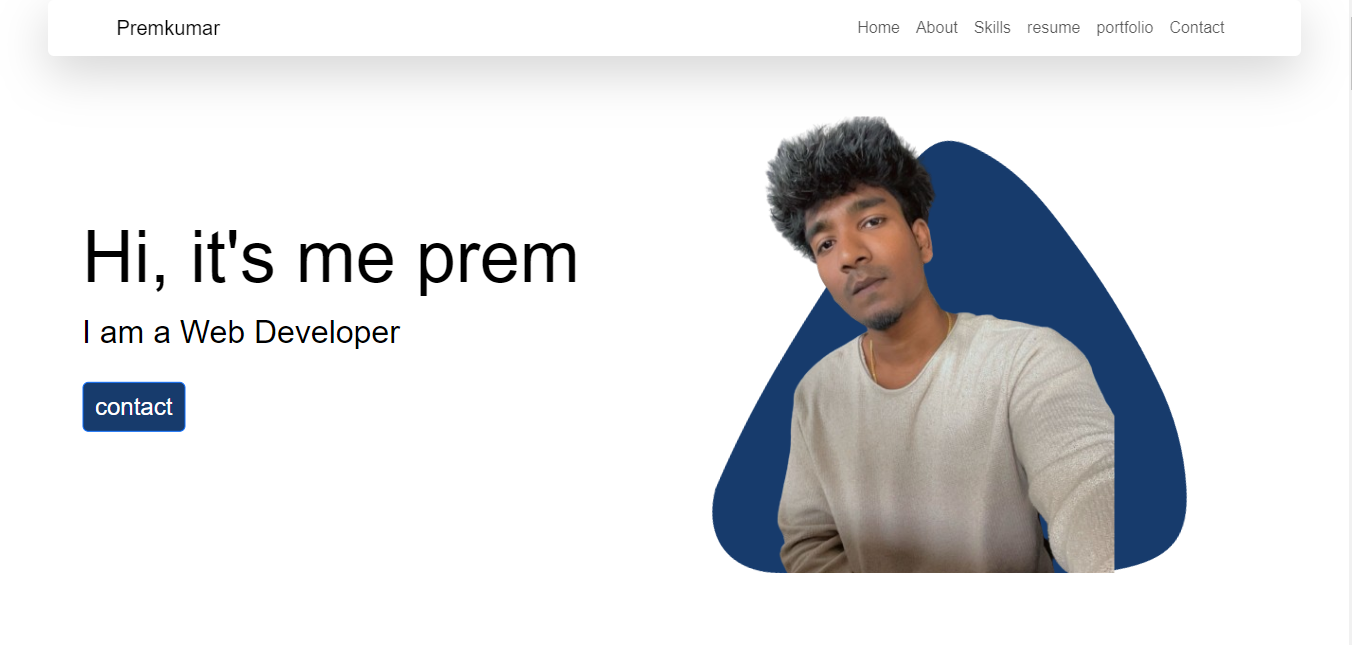 Premkumar
Home About Skills resume portfolio Contact
Hi, it's me prem
I am a Web Developer
contact